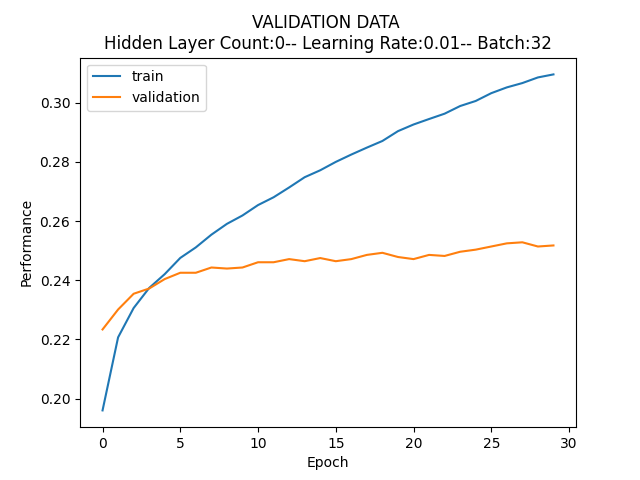 VALIDATION DATA
Hidden Layer Count:0-- Learning Rate:0.01-- Batch:32
train
validation
0.30
0.28
0.26
0.24
0.22
0.20
Performance
0 5 10 15 20 25 30
Epoch